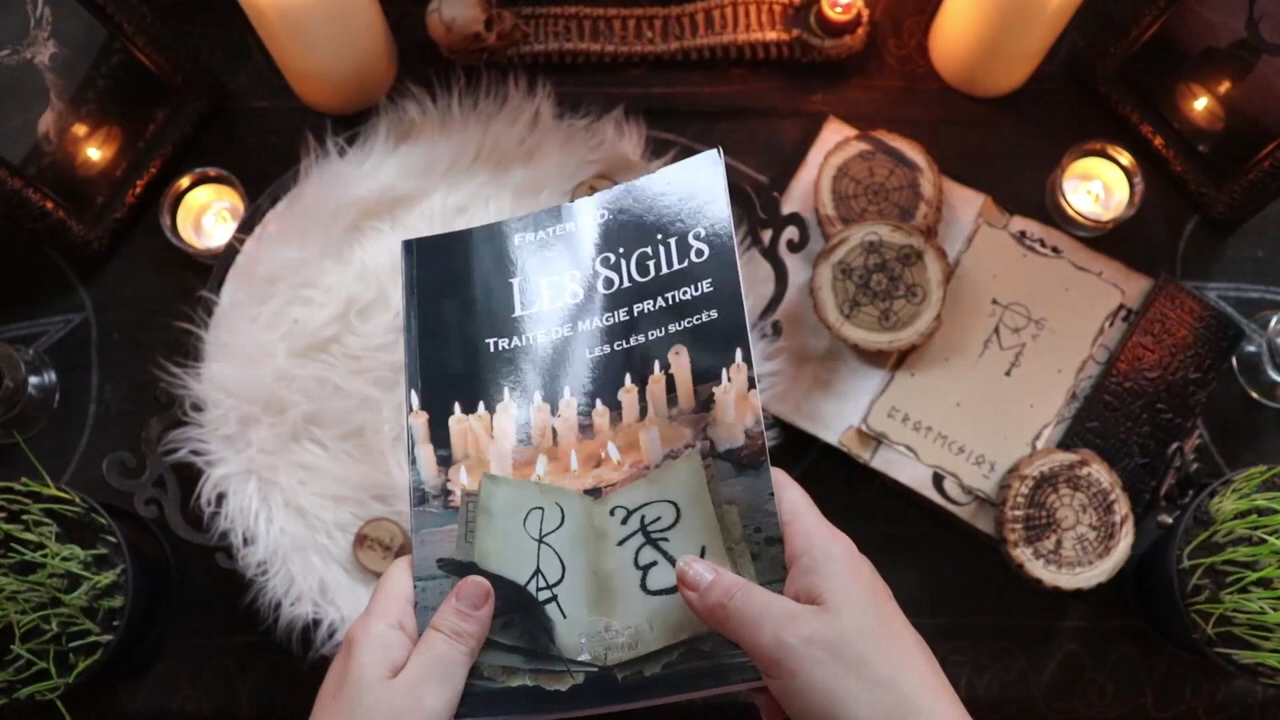 FRATER D.
LES SIGILS
TRAITÉ DE MAGIE PRATIQUE
LES CLÉS DU SUCCÈS